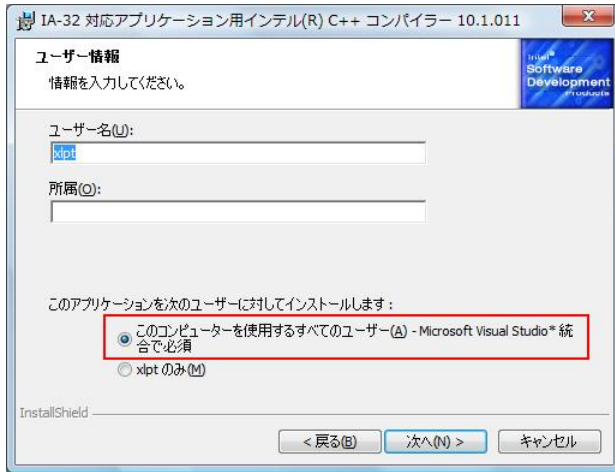 IA-32 対応アプリケーション用インテル(R) C++ コンパイラー 10.1.011
ユーザー情報
情報を入力してください。
Intel®
Software
Development
Products
ユーザー名(U):
xlpt
所属(O):
このアプリケーションを次のユーザーに対してインストールします :
このコンピューターを使用するすべてのユーザー(A) - Microsoft Visual Studio* 統
合で必須
xlpt のみ(M)
InstallShield
< 戻る(B)
次へ(N) >
キャンセル